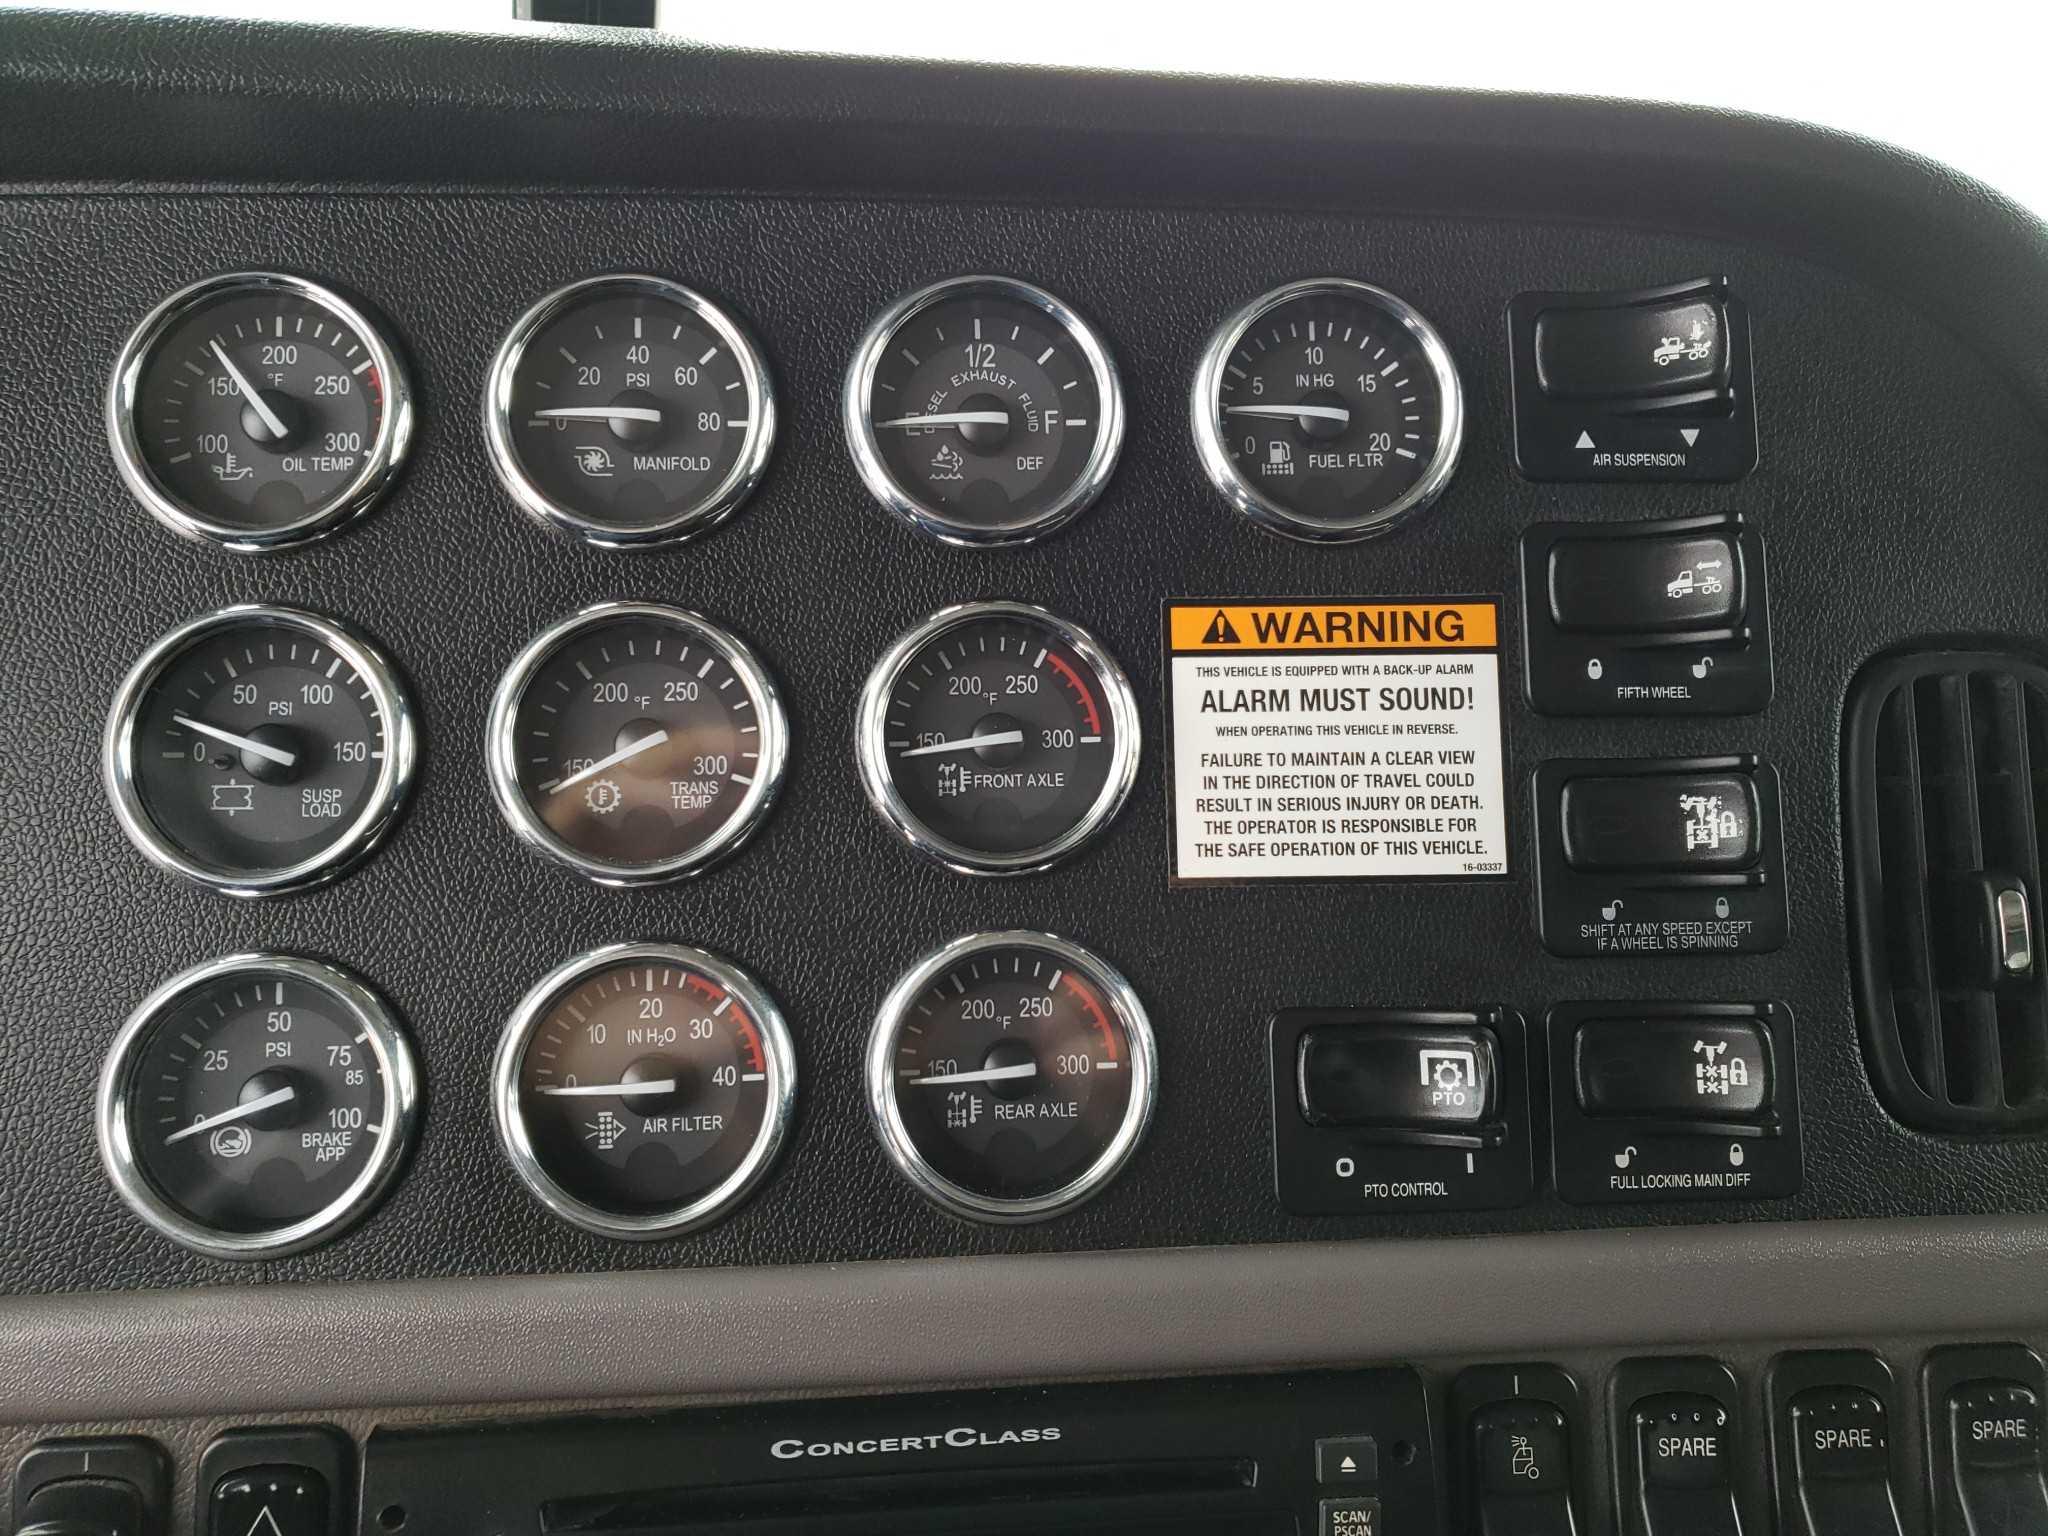 200
°F
150
250
100
300
OIL TEMP
40
20
PSI
60
0
80
MANIFOLD
1/2
DIESEL EXHAUST FLUID
E
F
DEF
10
5
IN HG
15
0
20
FUEL FLTR
AIR SUSPENSION
50
PSI
100
0
150
SUSP
LOAD
200
°F
250
150
300
TRANS
TEMP
200
°F
250
150
300
FRONT AXLE
WARNING
THIS VEHICLE IS EQUIPPED WITH A BACK-UP ALARM
ALARM MUST SOUND!
WHEN OPERATING THIS VEHICLE IN REVERSE.
FAILURE TO MAINTAIN A CLEAR VIEW
IN THE DIRECTION OF TRAVEL COULD
RESULT IN SERIOUS INJURY OR DEATH.
THE OPERATOR IS RESPONSIBLE FOR
THE SAFE OPERATION OF THIS VEHICLE.
16-03337
FIFTH WHEEL
SHIFT AT ANY SPEED EXCEPT
IF A WHEEL IS SPINNING
50
25
PSI
75
85
0
100
BRAKE
APP
20
10
IN H₂O
30
0
40
AIR FILTER
200
°F
250
150
300
REAR AXLE
PTO
O I
PTO CONTROL
FULL LOCKING MAIN DIFF
CONCERTCLASS
SCAN/
PSCAN
SPARE
SPARE
SPARE